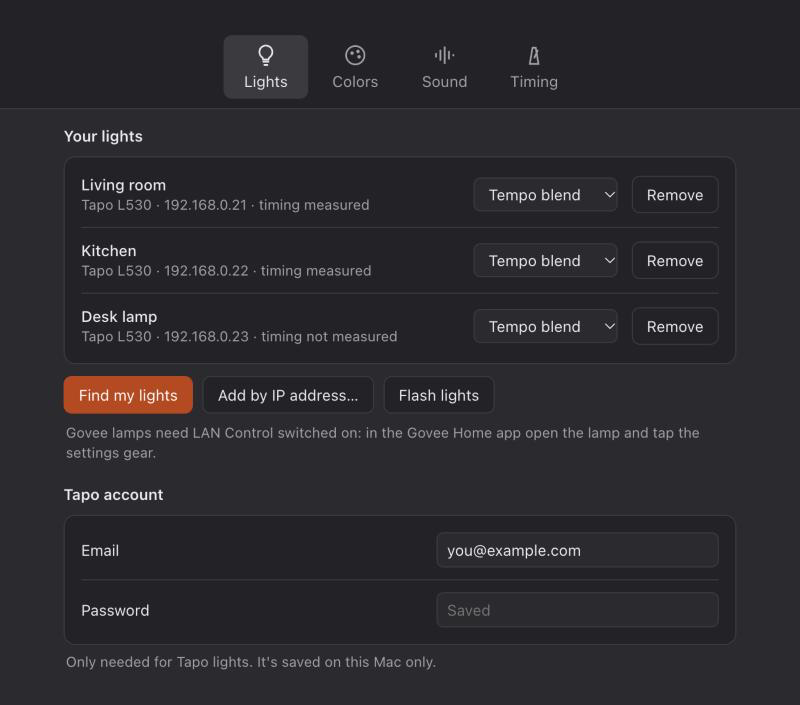 Lights
Colors
Sound
Timing
Your lights
Living room
Tapo L530 · 192.168.0.21 · timing measured
Tempo blend
Remove
Kitchen
Tapo L530 · 192.168.0.22 · timing measured
Tempo blend
Remove
Desk lamp
Tapo L530 · 192.168.0.23 · timing not measured
Tempo blend
Remove
Find my lights
Add by IP address...
Flash lights
Govee lamps need LAN Control switched on: in the Govee Home app open the lamp and tap the
settings gear.
Tapo account
Email
you@example.com
Password
Saved
Only needed for Tapo lights. It's saved on this Mac only.